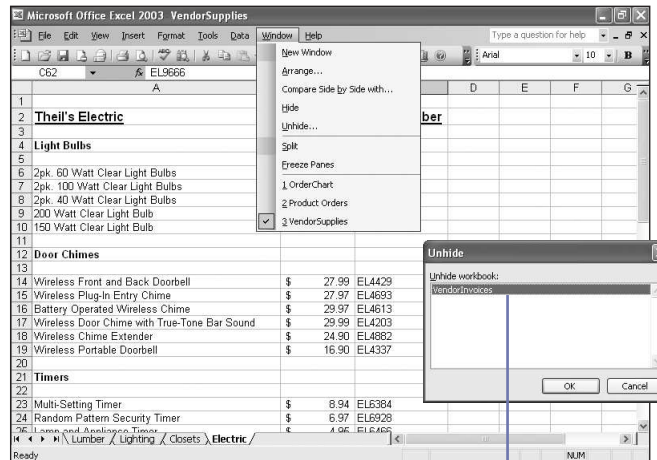 Microsoft Office Excel 2003 VendorSupplies
File Edit View Insert Format Tools Data Window Help Type a question for help
Arial 10 B
C62 fx EL9666
A D E F G
1
2 Theil's Electric ber
3
4 Light Bulbs
5
6 2pk. 60 Watt Clear Light Bulbs
7 2pk. 100 Watt Clear Light Bulbs
8 2pk. 40 Watt Clear Light Bulbs
9 200 Watt Clear Light Bulb
10 150 Watt Clear Light Bulb
11
12 Door Chimes
13
14 Wireless Front and Back Doorbell $ 27.99 EL4429
15 Wireless Plug-In Entry Chime $ 27.97 EL4693
16 Battery Operated Wireless Chime $ 29.97 EL4613
17 Wireless Door Chime with True-Tone Bar Sound $ 29.99 EL4203
18 Wireless Chime Extender $ 24.90 EL4882
19 Wireless Portable Doorbell $ 16.90 EL4337
20
21 Timers
22
23 Multi-Setting Timer $ 8.94 EL6384
24 Random Pattern Security Timer $ 6.97 EL6928
25 Lamp and Appliance Timer $ 4.96 EL6466
Lumber Lighting Closets Electric
Ready NUM
New Window
Arrange...
Compare Side by Side with...
Hide
Unhide...
Split
Freeze Panes
1 OrderChart
2 Product Orders
3 VendorSupplies
Unhide
Unhide workbook:
VendorInvoices
OK Cancel